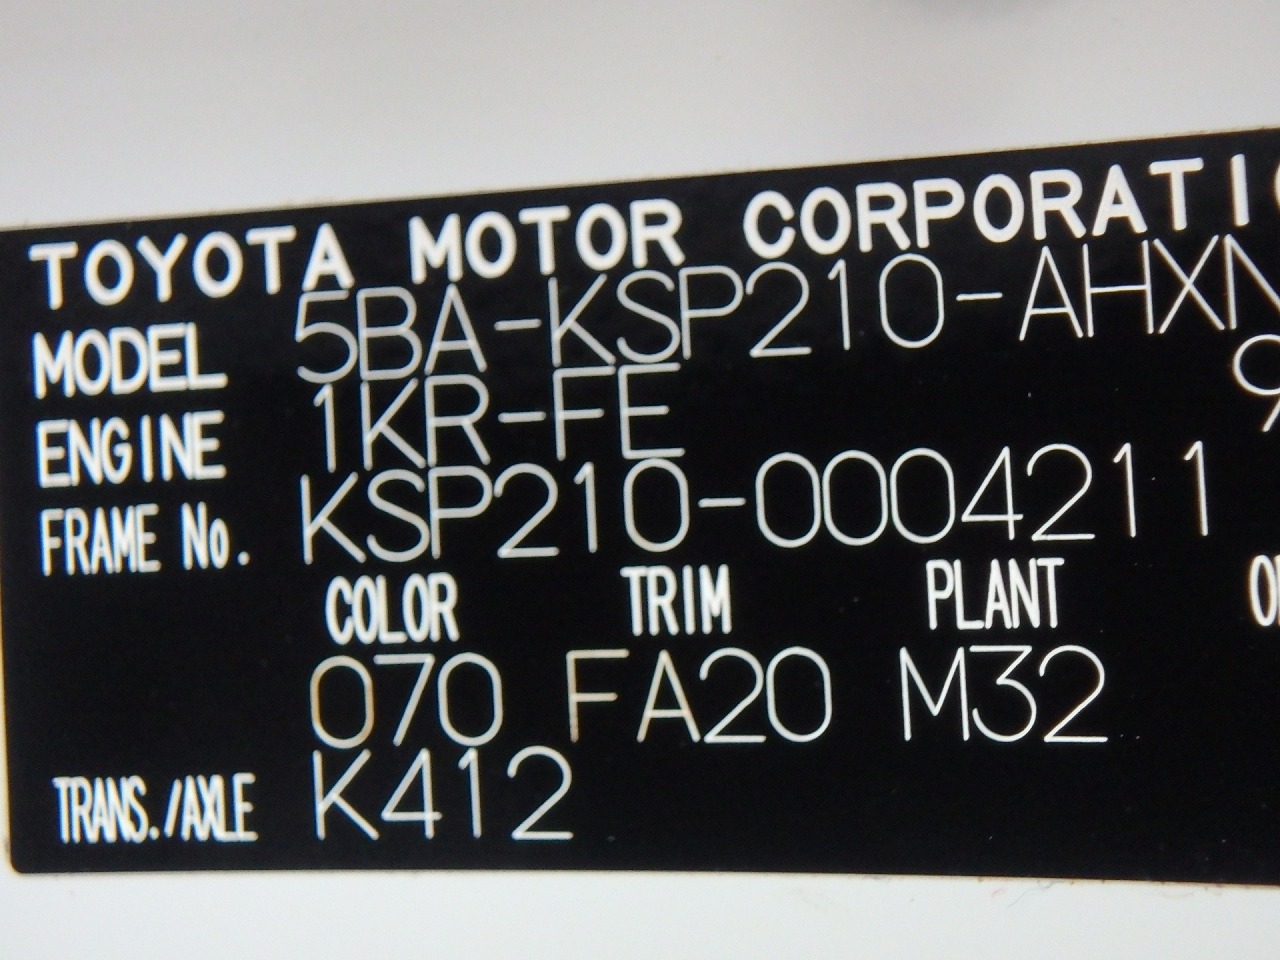 TOYOTA MOTOR CORPORATI
MODEL 5BA-KSP210-AHXN
ENGINE 1KR-FE 9
FRAME No. KSP210-0004211
COLOR TRIM PLANT
070 FA20 M32
TRANS./AXLE K412